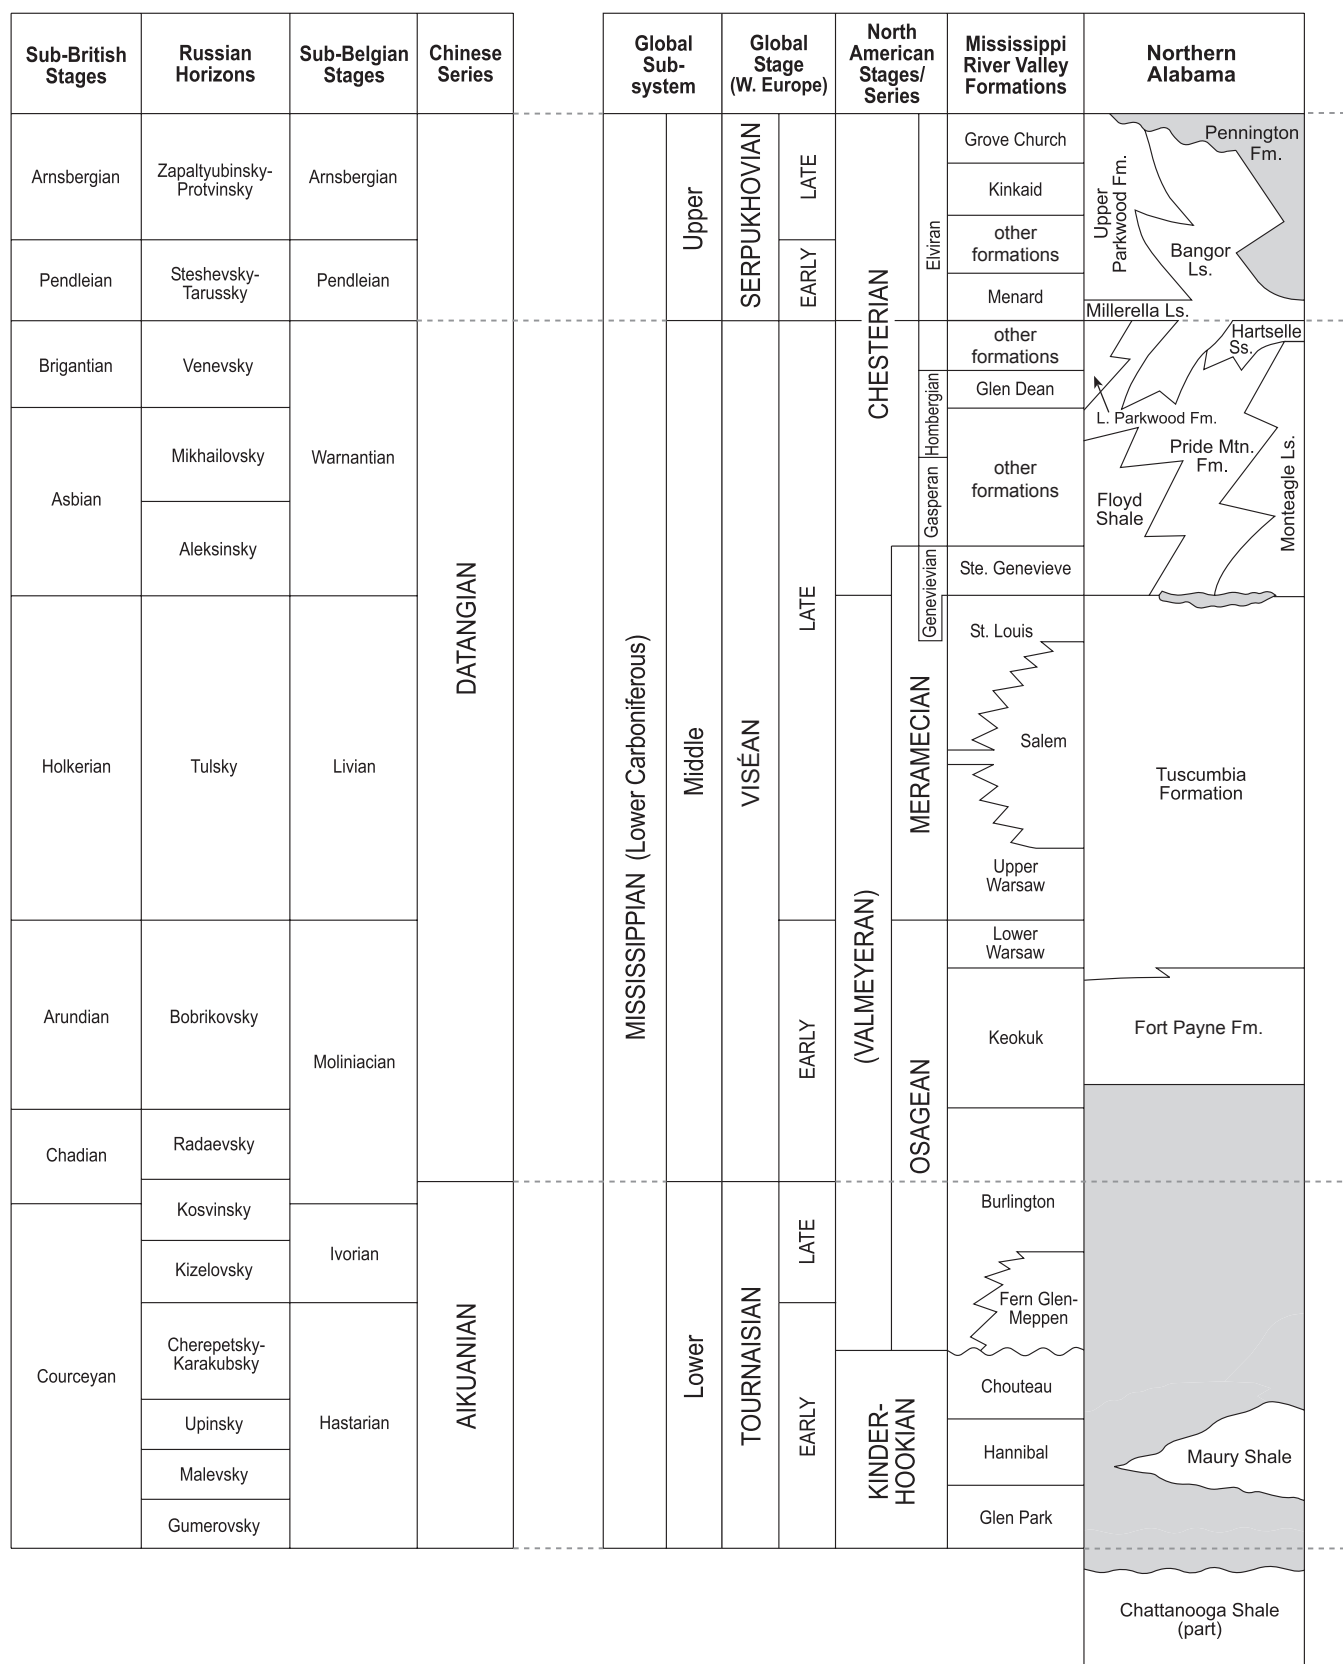 Sub-British
Stages
Russian
Horizons
Sub-Belgian
Stages
Chinese
Series
Global
Sub-
system
Global
Stage
(W. Europe)
North
American
Stages/
Series
Mississippi
River Valley
Formations
Northern
Alabama
Arnsbergian
Pendleian
Brigantian
Asbian
Holkerian
Arundian
Chadian
Courceyan
Zapaltyubinsky-
Protvinsky
Steshevsky-
Tarussky
Venevsky
Mikhailovsky
Aleksinsky
Tulsky
Bobrikovsky
Radaevsky
Kosvinsky
Kizelovsky
Cherepetsky-
Karakubsky
Upinsky
Malevsky
Gumerovsky
Arnsbergian
Pendleian
Warnantian
Livian
Moliniacian
Ivorian
Hastarian
DATANGIAN
AIKUANIAN
MISSISSIPPIAN (Lower Carboniferous)
Upper
Middle
Lower
SERPUKHOVIAN
VISÉAN
TOURNAISIAN
LATE
EARLY
LATE
EARLY
LATE
EARLY
CHESTERIAN
(VALMEYERAN)
KINDER-
HOOKIAN
MERAMECIAN
OSAGEAN
Elviran
Hombergian
Gasperan
Genevievian
Grove Church
Kinkaid
other
formations
Menard
other
formations
Glen Dean
other
formations
Ste. Genevieve
St. Louis
Salem
Upper
Warsaw
Lower
Warsaw
Keokuk
Burlington
Fern Glen-
Meppen
Chouteau
Hannibal
Glen Park
Pennington
Fm.
Upper
Parkwood Fm.
Bangor
Ls.
Millerella Ls.
Hartselle
Ss.
L. Parkwood Fm.
Pride Mtn.
Fm.
Floyd
Shale
Monteagle Ls.
Tuscumbia
Formation
Fort Payne Fm.
Maury Shale
Chattanooga Shale
(part)